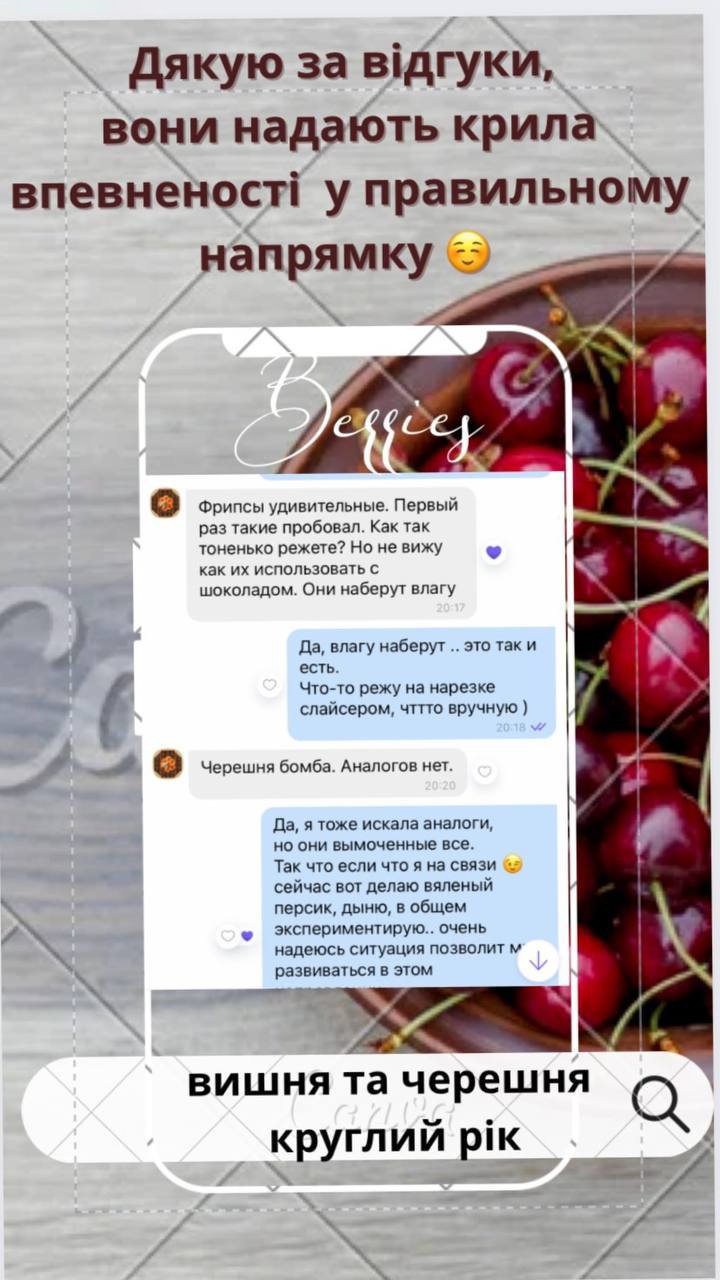 Дякую за відгуки,
вони надають крила
впевненості у правильному
напрямку ☺️
Berries
Фрипсы удивительные. Первый
раз такие пробовал. Как так
тоненько режете? Но не вижу
как их использовать с
шоколадом. Они наберут влагу
20:17
Да, влагу наберут .. это так и
есть.
Что-то режу на нарезке
слайсером, чттто вручную )
20:18
Черешня бомба. Аналогов нет.
20:20
Да, я тоже искала аналоги,
но они вымоченные все.
Так что если что я на связи 😉
сейчас вот делаю вяленый
персик, дыню, в общем
экспериментирую.. очень
надеюсь ситуация позволит
развиваться в этом
вишня та черешня
Canva
круглий рік